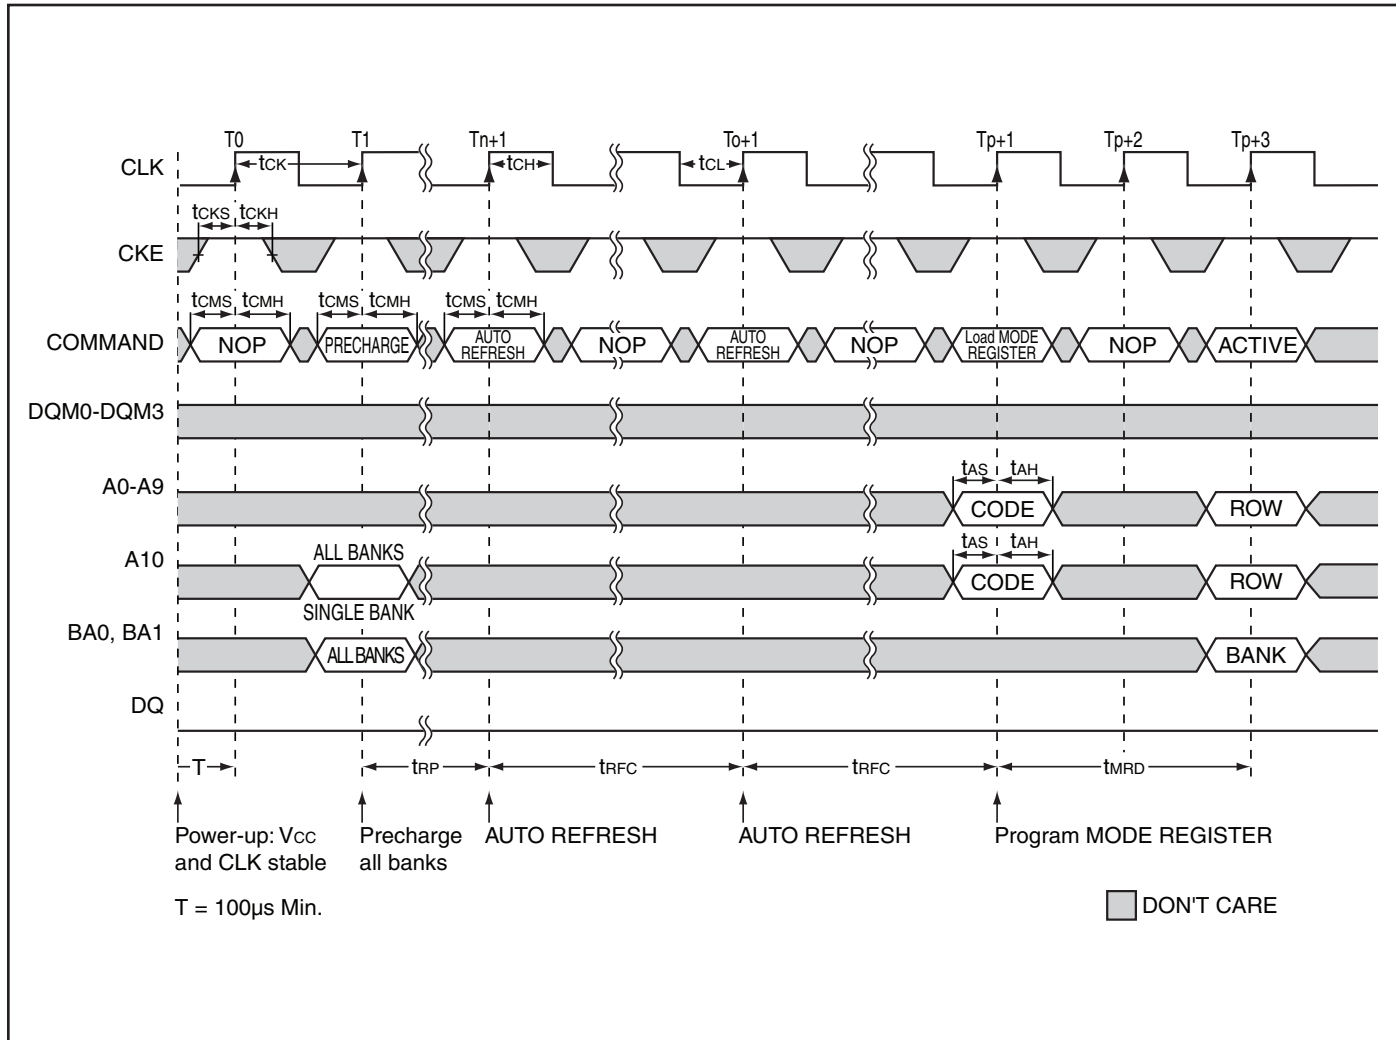 T0 T1 Tn+1 To+1 Tp+1 Tp+2 Tp+3
CLK tCK tCH tCL
tCKS tCKH
CKE
tCMS tCMH tCMS tCMH tCMS tCMH
COMMAND NOP PRECHARGE AUTO REFRESH NOP AUTO REFRESH NOP Load MODE REGISTER NOP ACTIVE
DQM0-DQM3
tAS tAH
A0-A9 CODE ROW
ALL BANKS tAS tAH
A10 CODE ROW
SINGLE BANK
BA0, BA1 ALL BANKS BANK
DQ
T tRP tRFC tRFC tMRD
Power-up: VCC and CLK stable
Precharge all banks
AUTO REFRESH
AUTO REFRESH
Program MODE REGISTER
T = 100µs Min.
DON'T CARE